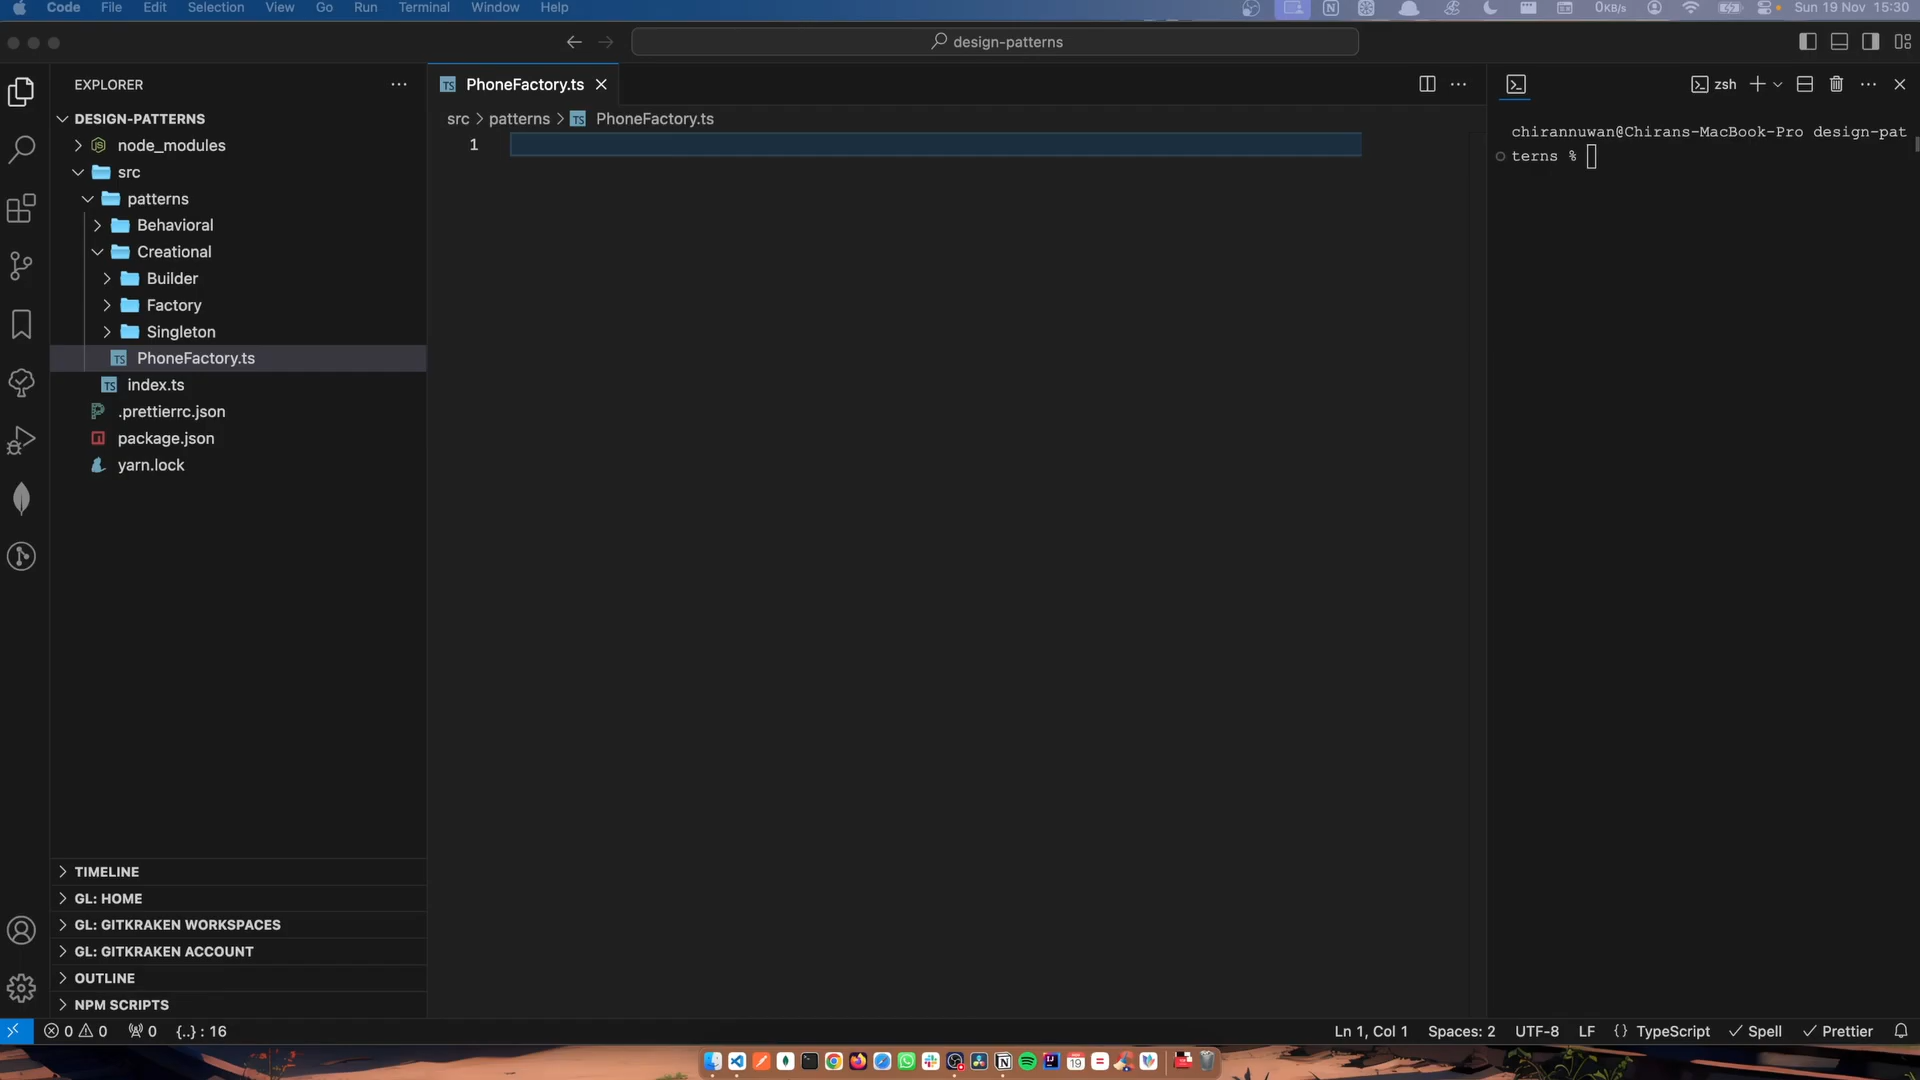 Code File Edit Selection View Go Run Terminal Window Help 0KB/s Sun 19 Nov 15:30
design-patterns
EXPLORER
DESIGN-PATTERNS
node_modules
src
patterns
Behavioral
Creational
Builder
Factory
Singleton
PhoneFactory.ts
index.ts
.prettierrc.json
package.json
yarn.lock
TIMELINE
GL: HOME
GL: GITKRAKEN WORKSPACES
GL: GITKRAKEN ACCOUNT
OUTLINE
NPM SCRIPTS
TS PhoneFactory.ts
src > patterns > TS PhoneFactory.ts
1
zsh
chirannuwan@Chirans-MacBook-Pro design-pat
terns %
0 0 0 {..} : 16
Ln 1, Col 1 Spaces: 2 UTF-8 LF {} TypeScript Spell Prettier
19